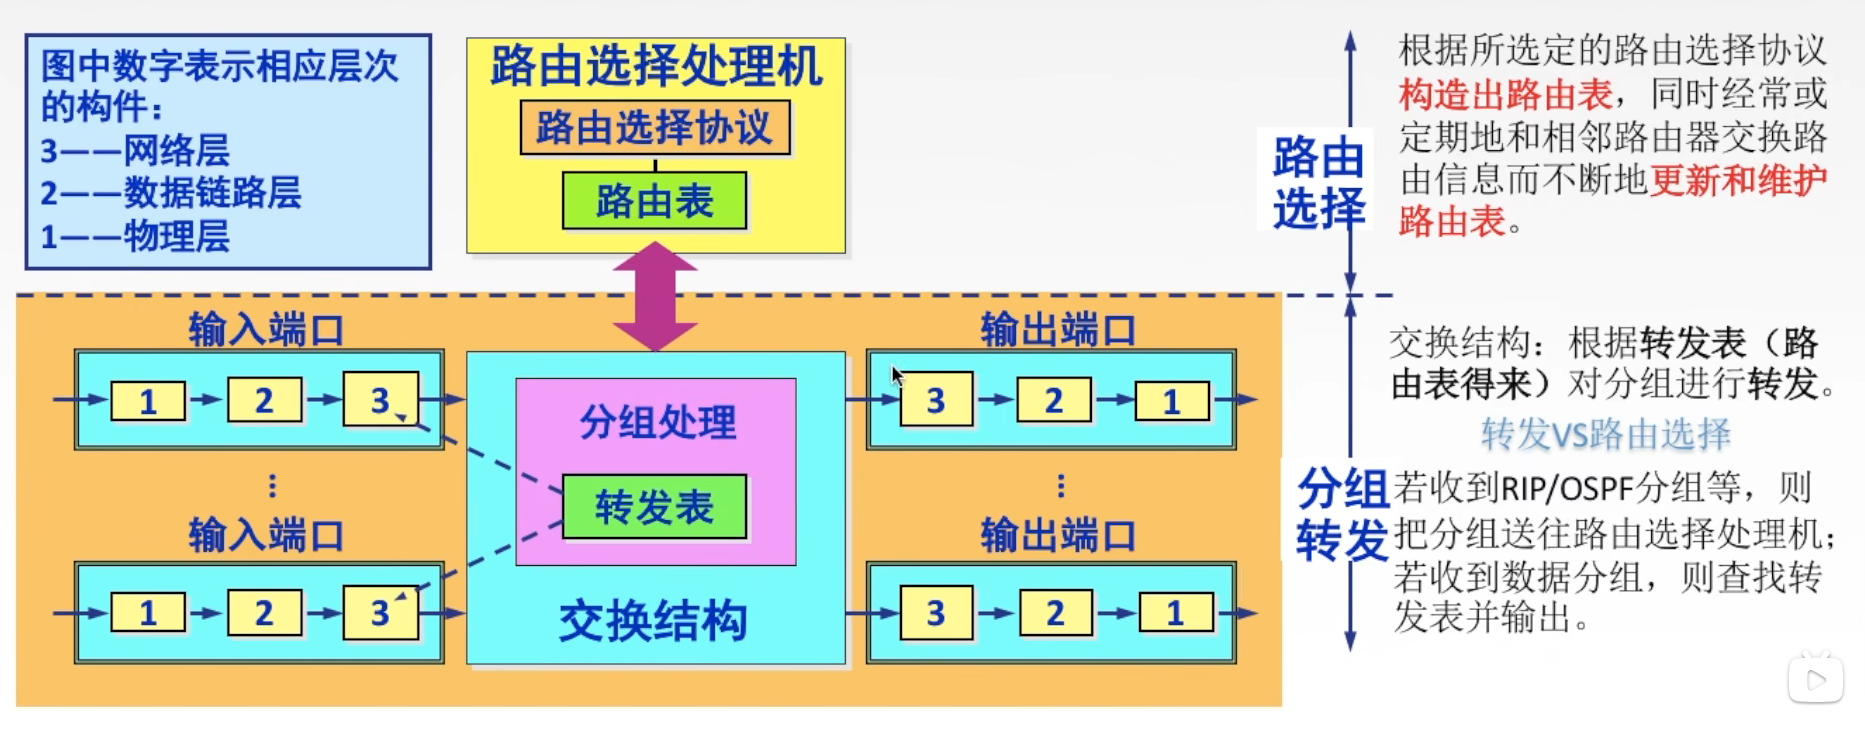 图中数字表示相应层次
的构件：
3——网络层
2——数据链路层
1——物理层
路由选择处理机
路由选择协议
路由表
路由
选择
根据所选定的路由选择协议
构造出路由表，同时经常或
定期地和相邻路由器交换路
由信息而不断地更新和维护
路由表。
输入端口
1 2 3
⋮
输入端口
1 2 3
分组处理
转发表
交换结构
输出端口
3 2 1
⋮
输出端口
3 2 1
分组
转发
交换结构：根据转发表（路
由表得来）对分组进行转发。
转发VS路由选择
若收到RIP/OSPF分组等，则
把分组送往路由选择处理机；
若收到数据分组，则查找转
发表并输出。